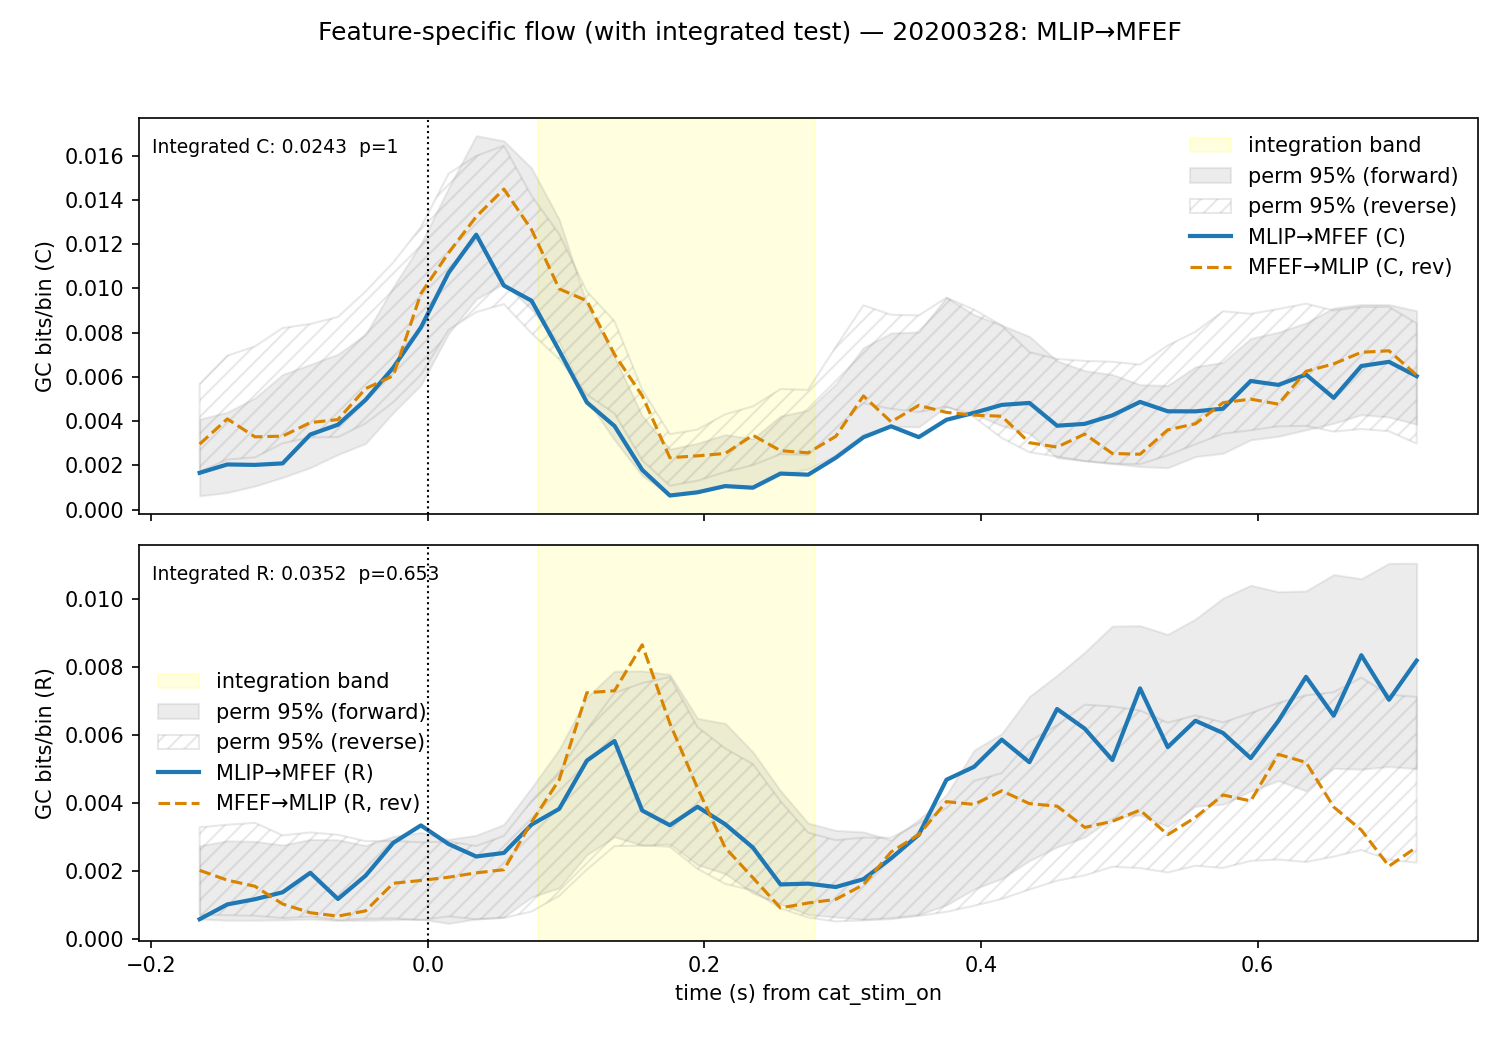 Feature-specific flow (with integrated test) — 20200328: MLIP→MFEF
Integrated C: 0.0243  p=1
GC bits/bin (C)
0.016
0.014
0.012
0.010
0.008
0.006
0.004
0.002
0.000
integration band
perm 95% (forward)
perm 95% (reverse)
MLIP→MFEF (C)
MFEF→MLIP (C, rev)
Integrated R: 0.0352  p=0.653
GC bits/bin (R)
0.010
0.008
0.006
0.004
0.002
0.000
integration band
perm 95% (forward)
perm 95% (reverse)
MLIP→MFEF (R)
MFEF→MLIP (R, rev)
−0.2
0.0
0.2
0.4
0.6
time (s) from cat_stim_on